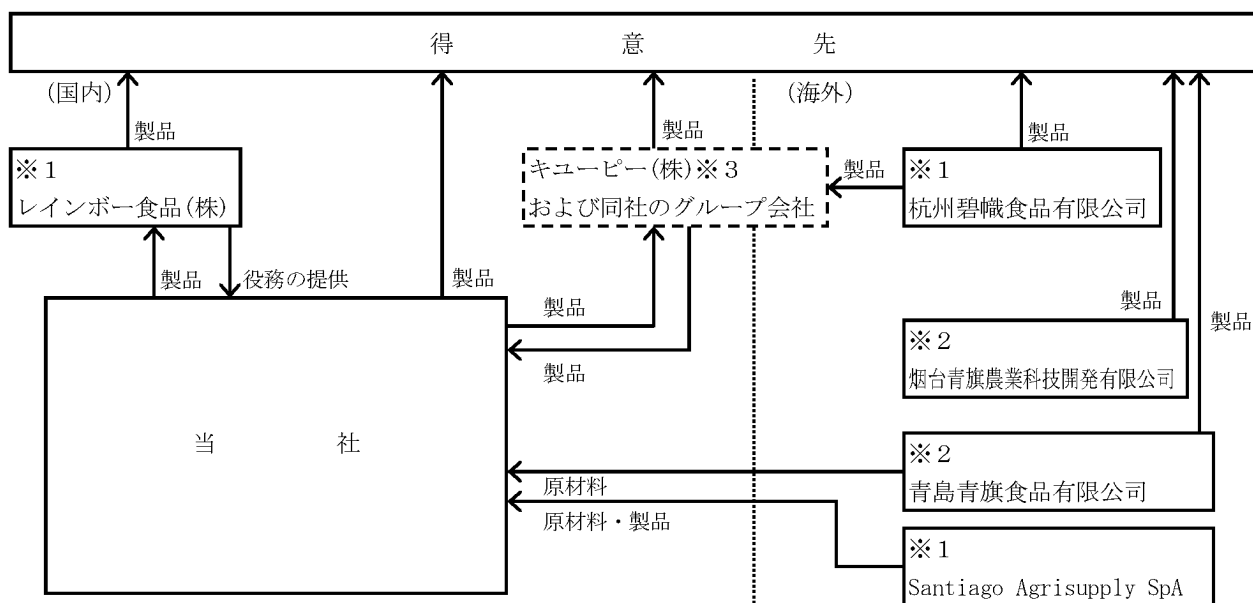 得意先
(国内)
(海外)
製品
製品
製品
※1
レインボー食品(株)
キユーピー(株)※3
および同社のグループ会社
※1
杭州碧幟食品有限公司
製品
役務の提供
製品
製品
製品
製品
製品
※2
烟台青旗農業科技開発有限公司
当社
※2
青島青旗食品有限公司
原材料
原材料・製品
※1
Santiago Agrisupply SpA